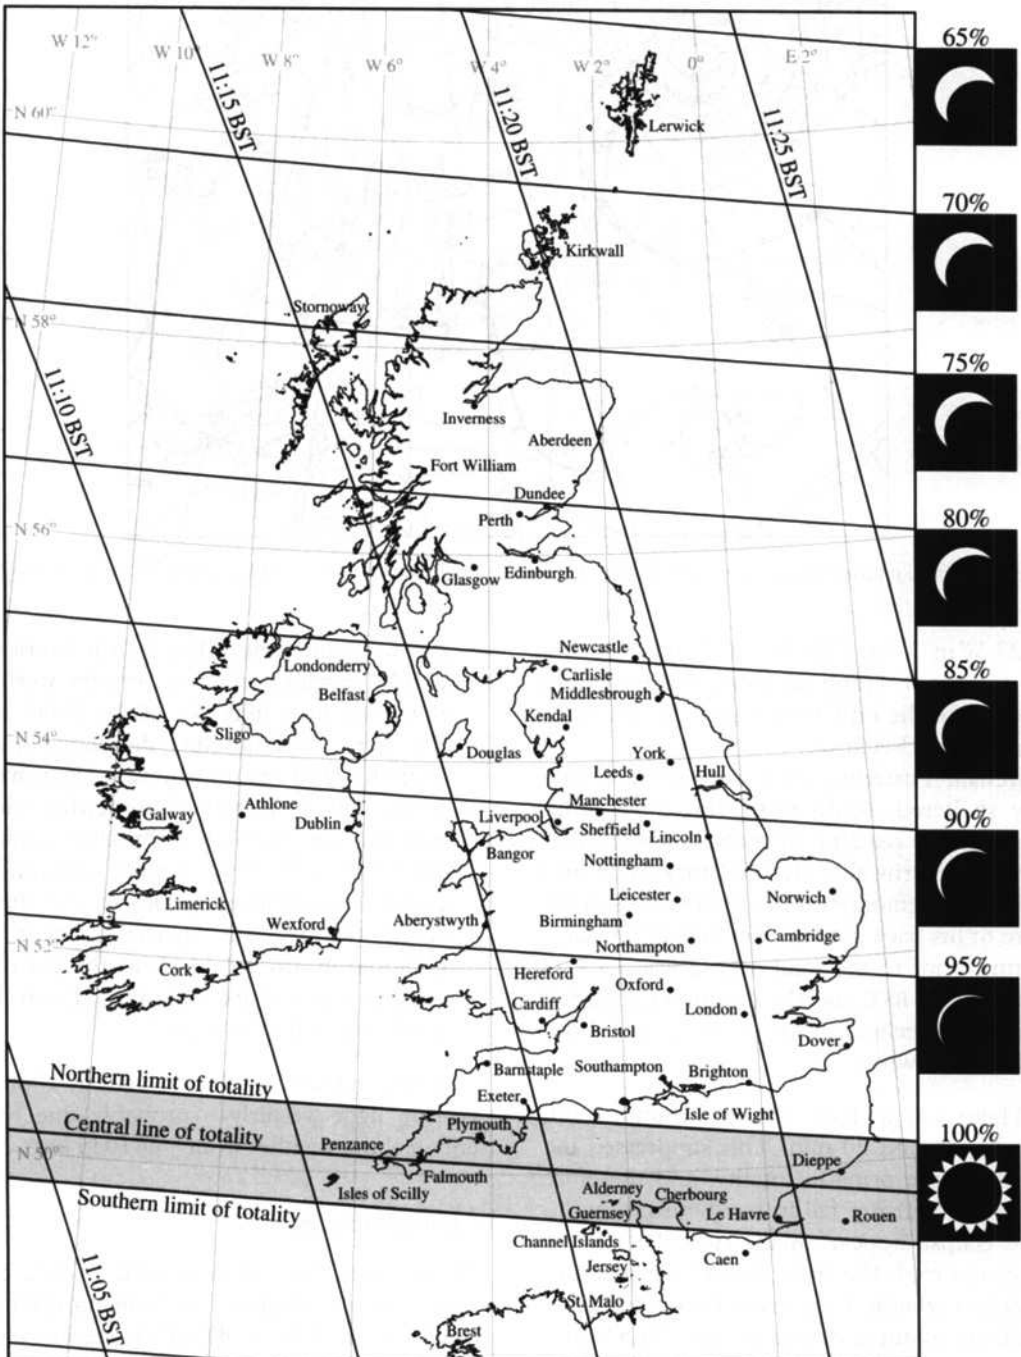 W 12°
W 10°
W 8°
W 6°
W 4°
W 2°
0°
E 2°
65%
11:15 BST
11:20 BST
11:25 BST
N 60°
Lerwick
70%
Kirkwall
Stornoway
N 58°
75%
11:10 BST
Inverness
Aberdeen
Fort William
Dundee
Perth
80%
N 56°
Edinburgh
Glasgow
Newcastle
Londonderry
Carlisle
85%
Belfast
Middlesbrough
Kendal
Sligo
N 54°
Douglas
York
Leeds
Hull
Athlone
Manchester
Galway
Dublin
Liverpool
Sheffield
Lincoln
90%
Bangor
Nottingham
Leicester
Norwich
Limerick
Wexford
Aberystwyth
Birmingham
Northampton
Cambridge
N 52°
Cork
Hereford
95%
Oxford
Cardiff
London
Bristol
Dover
Northern limit of totality
Barnstaple
Southampton
Brighton
Exeter
Isle of Wight
Central line of totality
Plymouth
100%
N 50°
Penzance
Dieppe
Falmouth
Isles of Scilly
Southern limit of totality
Alderney
Cherbourg
Guernsey
Le Havre
Rouen
Channel Islands
Caen
Jersey
11:05 BST
St. Malo
Brest